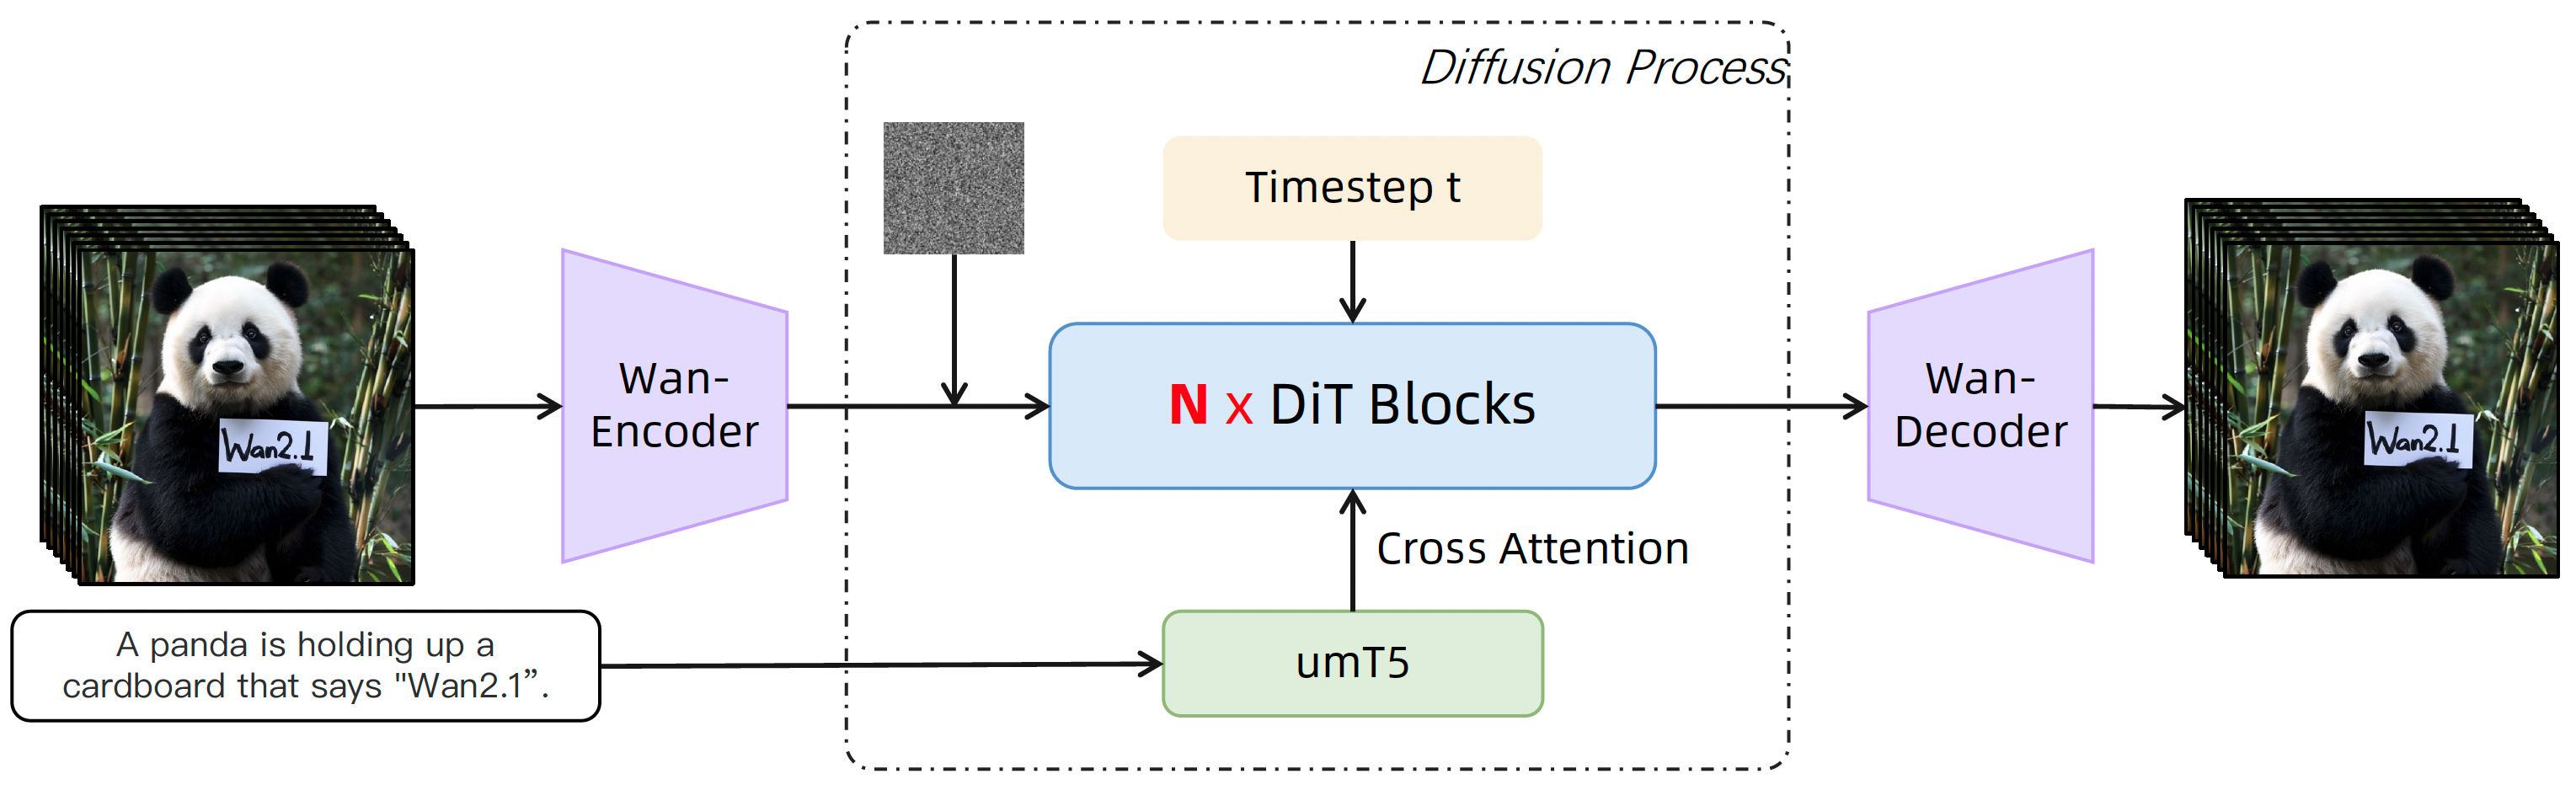 Diffusion Process
Timestep t
Wan-
Encoder
N x DiT Blocks
Wan-
Decoder
Wan2.1
Wan2.1
Cross Attention
A panda is holding up a
cardboard that says "Wan2.1”.
umT5